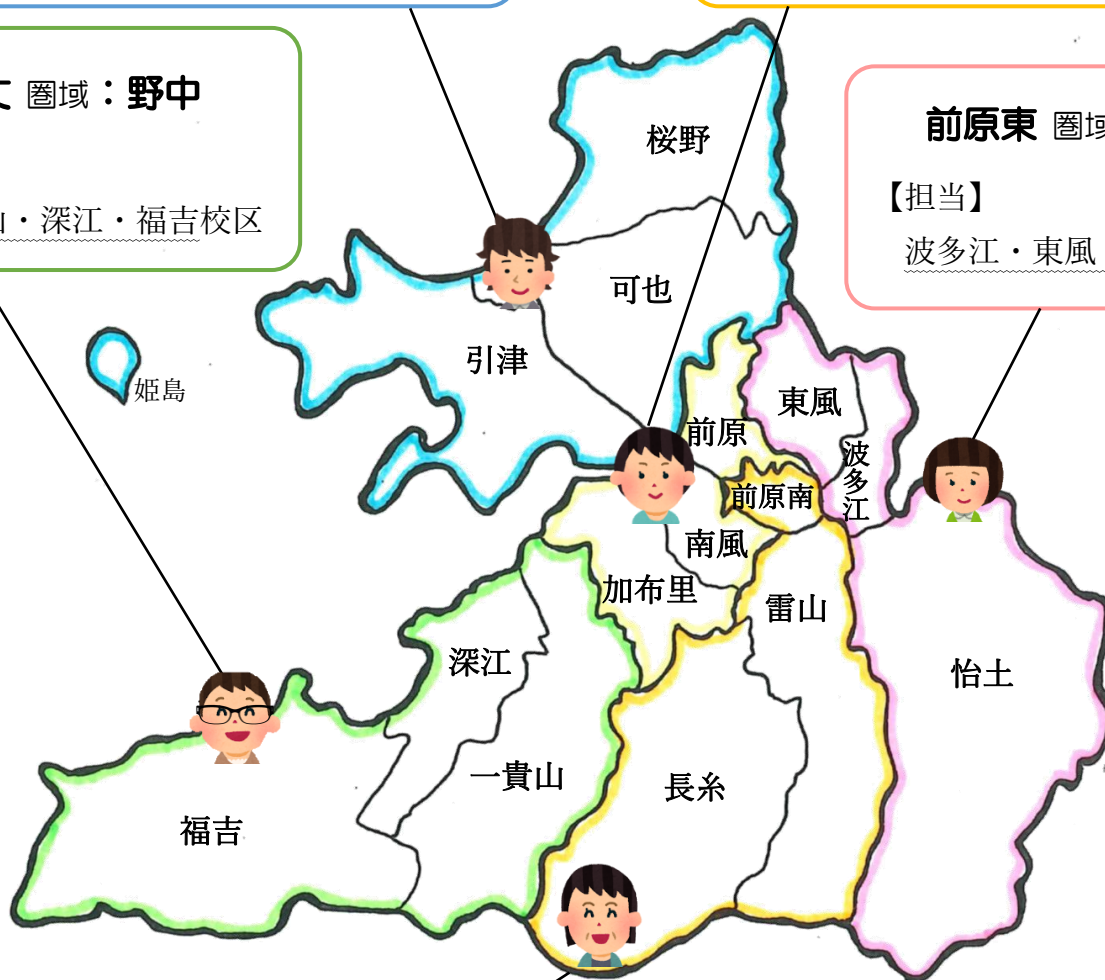 圏域：野中
・深江・福吉校区
前原東 圏域
【担当】
波多江・東風
桜野
可也
引津
姫島
東風
前原
波多江
前原南
南風
加布里
雷山
深江
怡土
一貴山
長糸
福吉